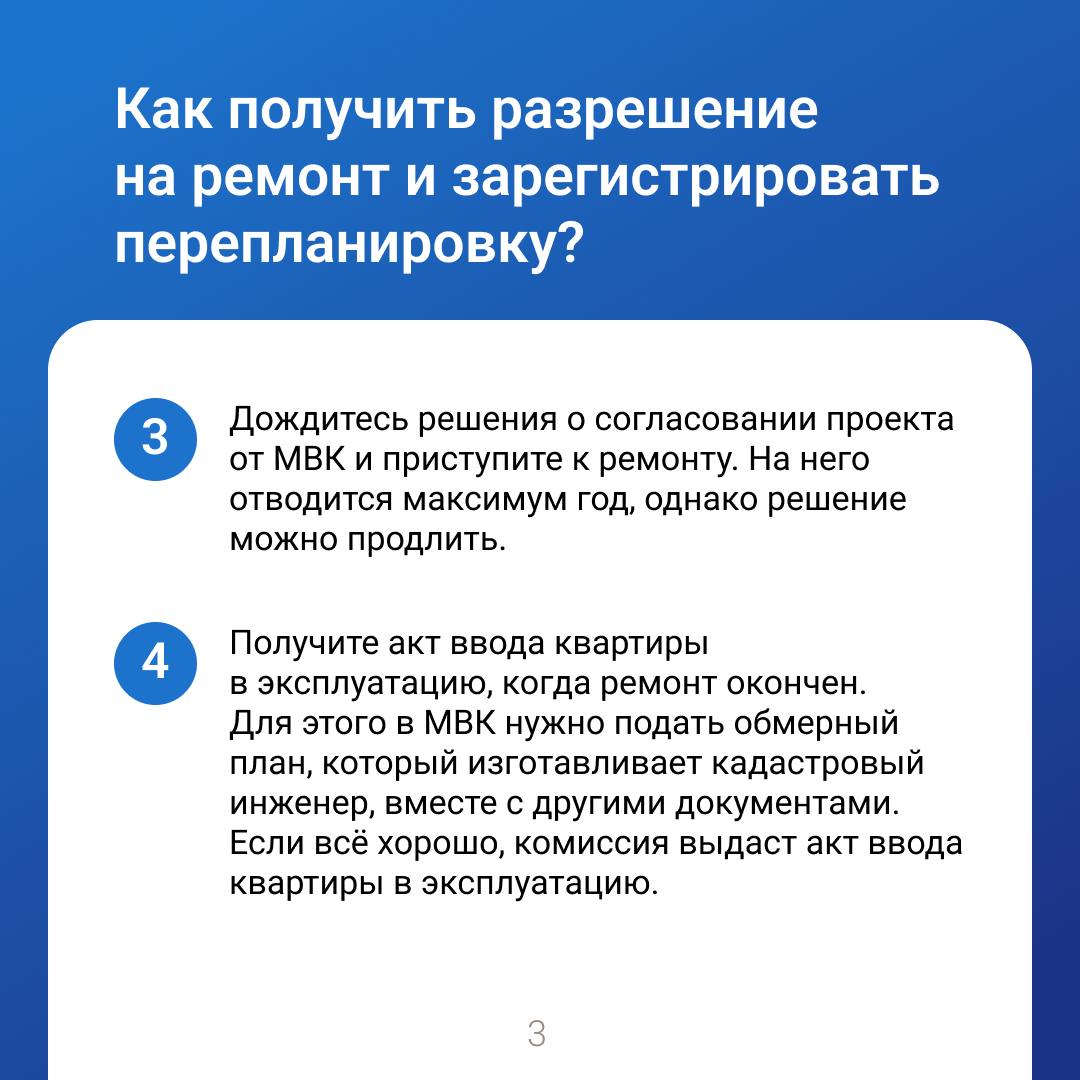 Как получить разрешение
на ремонт и зарегистрировать
перепланировку?
3
Дождитесь решения о согласовании проекта
от МВК и приступите к ремонту. На него
отводится максимум год, однако решение
можно продлить.
4
Получите акт ввода квартиры
в эксплуатацию, когда ремонт окончен.
Для этого в МВК нужно подать обмерный
план, который изготавливает кадастровый
инженер, вместе с другими документами.
Если всё хорошо, комиссия выдаст акт ввода
квартиры в эксплуатацию.
3